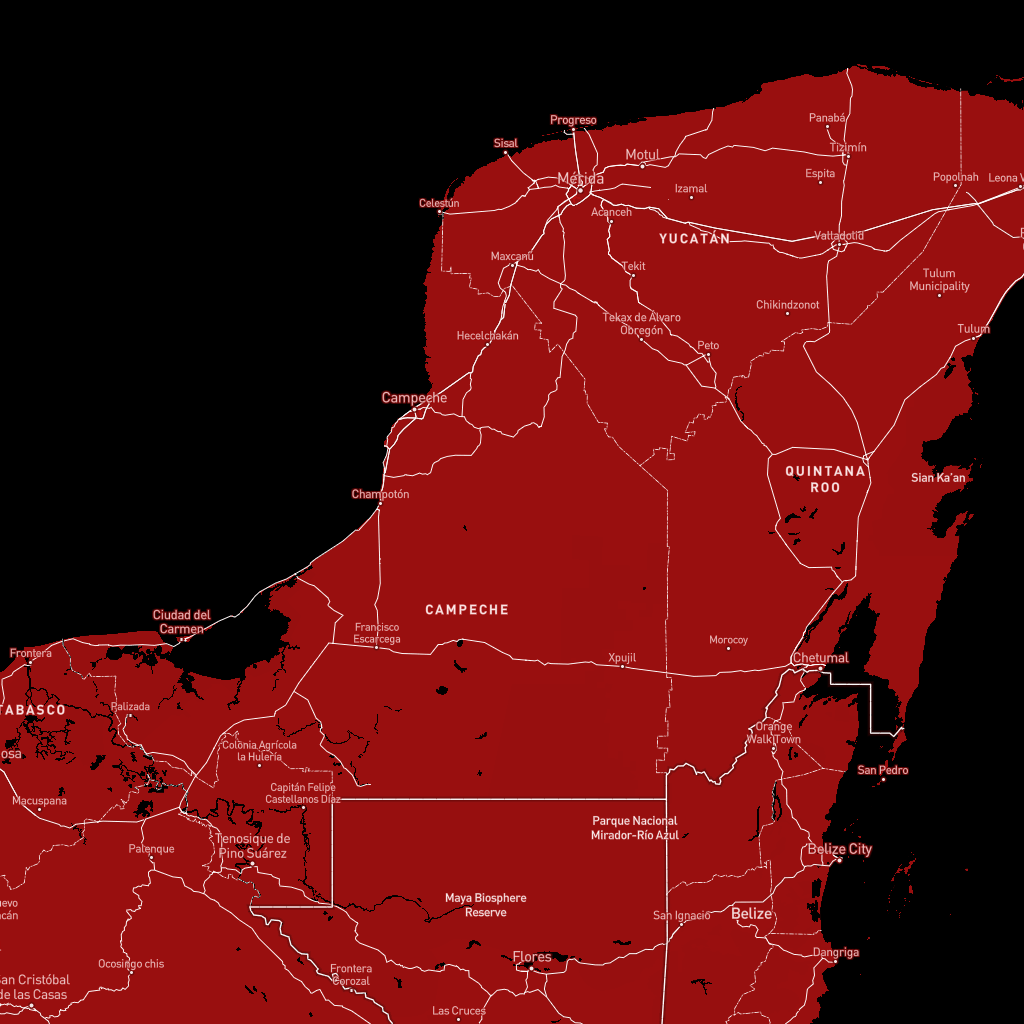 Progreso
Panabá
Sisal
Motul
Tizimín
Mérida
Espita
Popolnah
Izamal
Leona V
Celestún
Acanceh
YUCATÁN
Valladolid
Maxcanú
Tekit
Tulum
Municipality
Chikindzonot
Tekax de Álvaro
Obregón
Tulum
Hecelchakán
Peto
Campeche
QUINTANA
ROO
Sian Ka'an
Champotón
CAMPECHE
Ciudad del
Carmen
Francisco
Escarcega
Morocoy
Frontera
Xpujil
Chetumal
TABASCO
Palizada
Orange
Walk Town
Colonia Agrícola
la Hulería
osa
San Pedro
Capitán Felipe
Castellanos Díaz
Macuspana
Parque Nacional
Mirador-Río Azul
Tenosique de
Pino Suárez
Palenque
Belize City
Maya Biosphere
Reserve
uevo
cán
San Ignacio
Belize
Flores
Dangriga
Ocosingo chis
Frontera
Corozal
an Cristóbal
de las Casas
Las Cruces